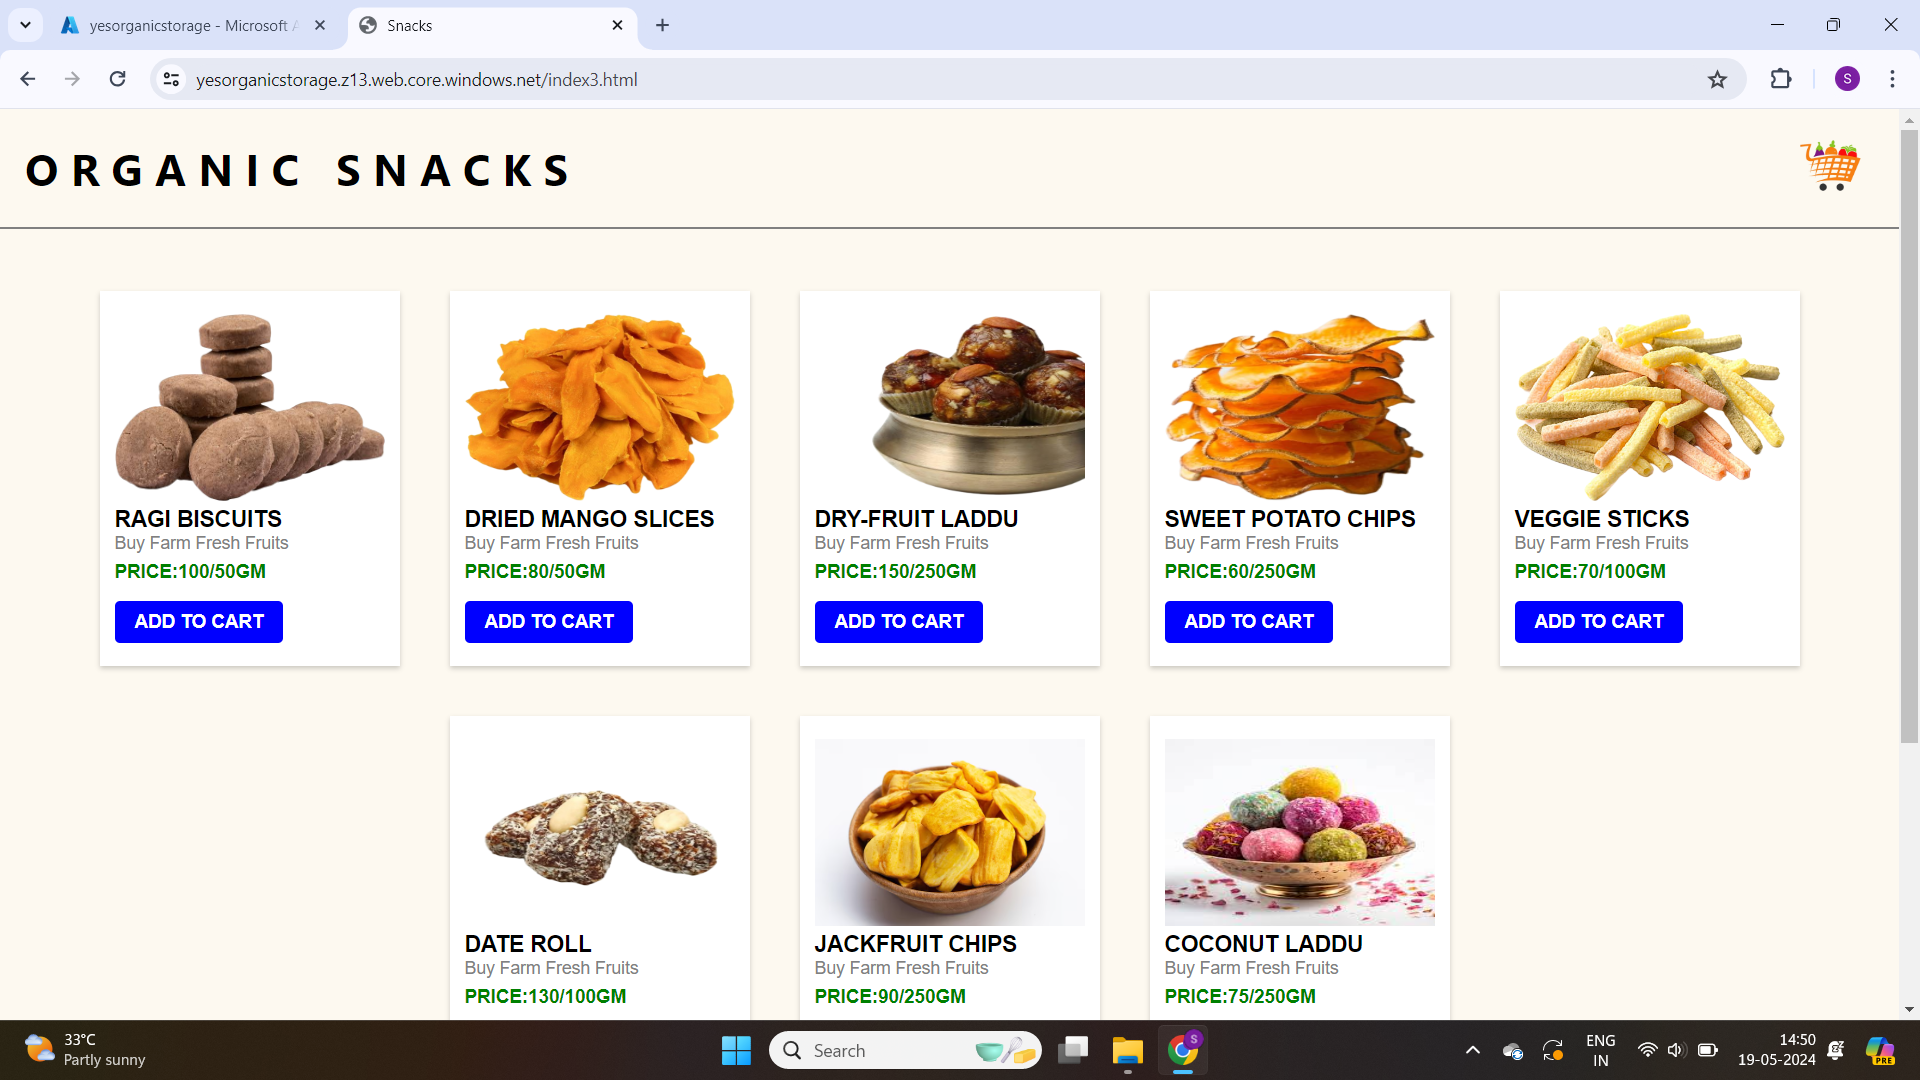 yesorganicstorage - Microsoft A
Snacks
yesorganicstorage.z13.web.core.windows.net/index3.html
S
ORGANIC SNACKS
RAGI BISCUITS
Buy Farm Fresh Fruits
PRICE:100/50GM
ADD TO CART
DRIED MANGO SLICES
Buy Farm Fresh Fruits
PRICE:80/50GM
ADD TO CART
DRY-FRUIT LADDU
Buy Farm Fresh Fruits
PRICE:150/250GM
ADD TO CART
SWEET POTATO CHIPS
Buy Farm Fresh Fruits
PRICE:60/250GM
ADD TO CART
VEGGIE STICKS
Buy Farm Fresh Fruits
PRICE:70/100GM
ADD TO CART
DATE ROLL
Buy Farm Fresh Fruits
PRICE:130/100GM
JACKFRUIT CHIPS
Buy Farm Fresh Fruits
PRICE:90/250GM
COCONUT LADDU
Buy Farm Fresh Fruits
PRICE:75/250GM
33°C
Partly sunny
Search
S
ENG
IN
14:50
19-05-2024
PRE